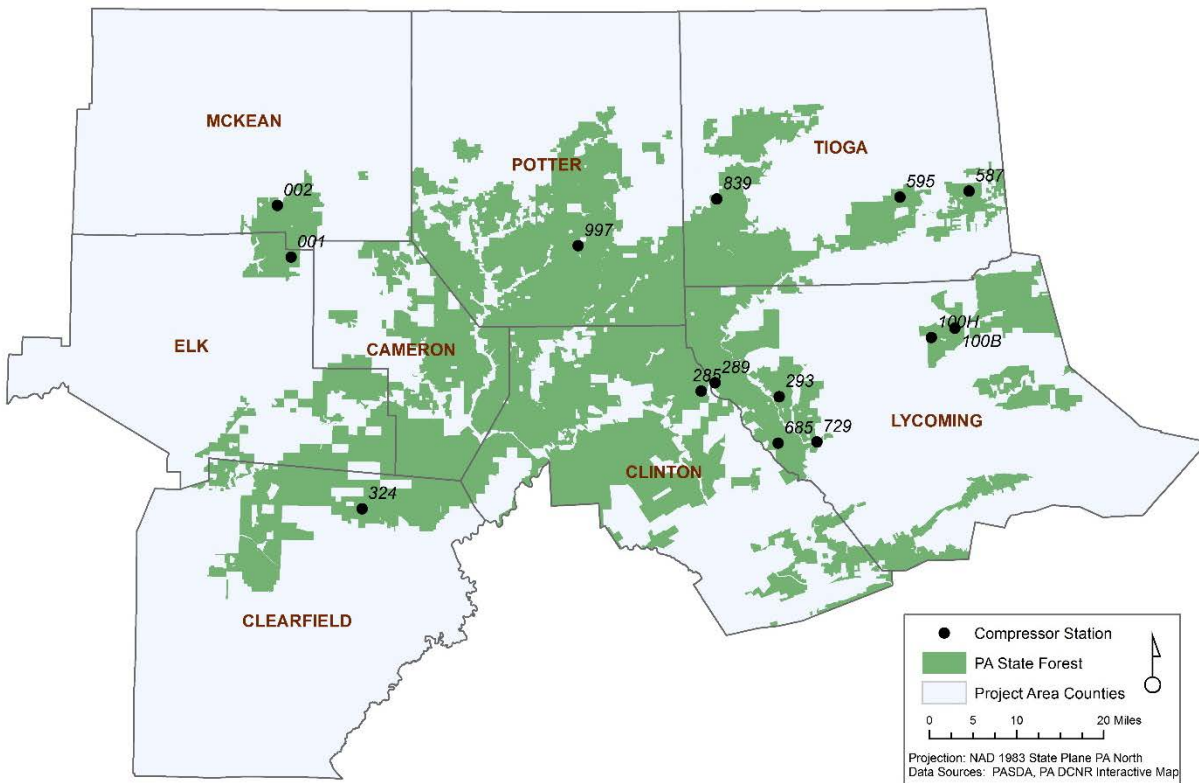 MCKEAN
POTTER
TIOGA
002
839
595
587
997
001
100H
100B
ELK
CAMERON
285
289
293
LYCOMING
685
729
CLINTON
324
CLEARFIELD
Compressor Station
PA State Forest
Project Area Counties
0 5 10 20 Miles
Projection: NAD 1983 State Plane PA North
Data Sources: PASDA, PA DCNR Interactive Map